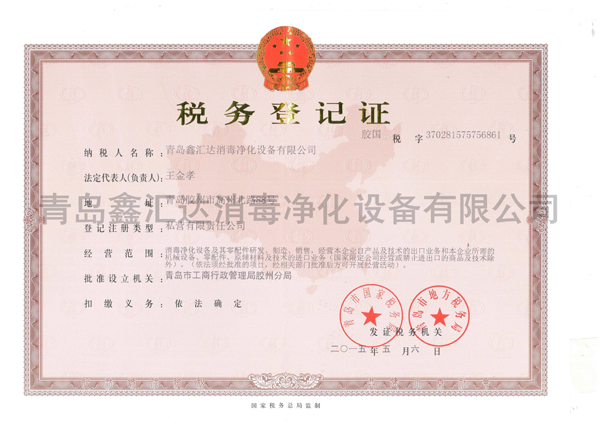 税务登记证
胶国 税 字 370281575756861 号
纳税人名称: 青岛鑫汇达消毒净化设备有限公司
法定代表人(负责人): 王金孝
青岛鑫汇达消毒净化设备有限公司
地 址: 青岛胶州市
登记注册类型: 私营有限责任公司
经营范围: 消毒净化设备及其零配件研发、制造、销售,经营本企业自产品及技术的出口业务和本企业所需的
机械设备、零配件、原辅材料及技术的进口业务(国家限定公司经营或禁止进出口的商品及技术除
外)。(依法须经批准的项目,经相关部门批准后方可开展经营活动)。
批准设立机关: 青岛市工商行政管理局胶州分局
扣缴义务: 依法确定
青岛市国家税务局
青岛市地方税务局
发证税务机关
二〇一五年 五 月 六 日
国家税务总局监制